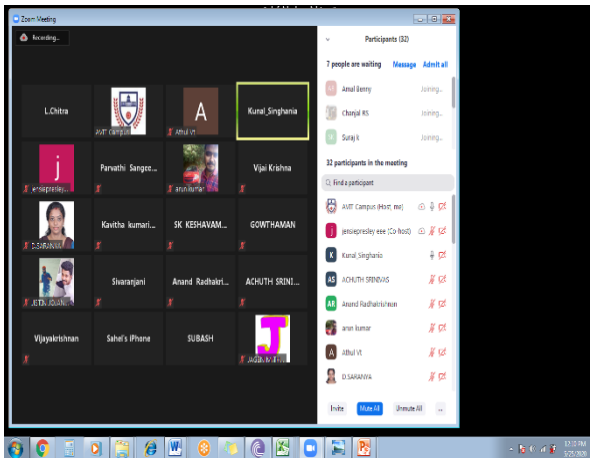 Zoom Meeting
Recording...
Participants (32)
7 people are waiting Message Admit all
Amal Benny Joining...
Chanjal RS Joining...
Suraj k Joining...
32 participants in the meeting
Find a participant
AVIT Campus (Host, me)
jensiepresley eee (Co-host)
Kunal_Singhania
AS ACHUTH SRINIVAS
AR Anand Radhakrishnan
arun kumar
A Athul Vt
D.SARANYA
Invite Mute All Unmute All ...
L.Chitra
AVIT Campus
A
Athul Vt
Kunal_Singhania
j
jensiepresley...
Parvathi Sangee...
arun kumar
Vijai Krishna
D.SARANYA
Kavitha kumari...
SK KESHAVAM...
GOWTHAMAN
Sivaranjani
Anand Radhakri...
ACHUTH SRINI...
Vijayakrishnan
Sahel's iPhone
SUBASH
J